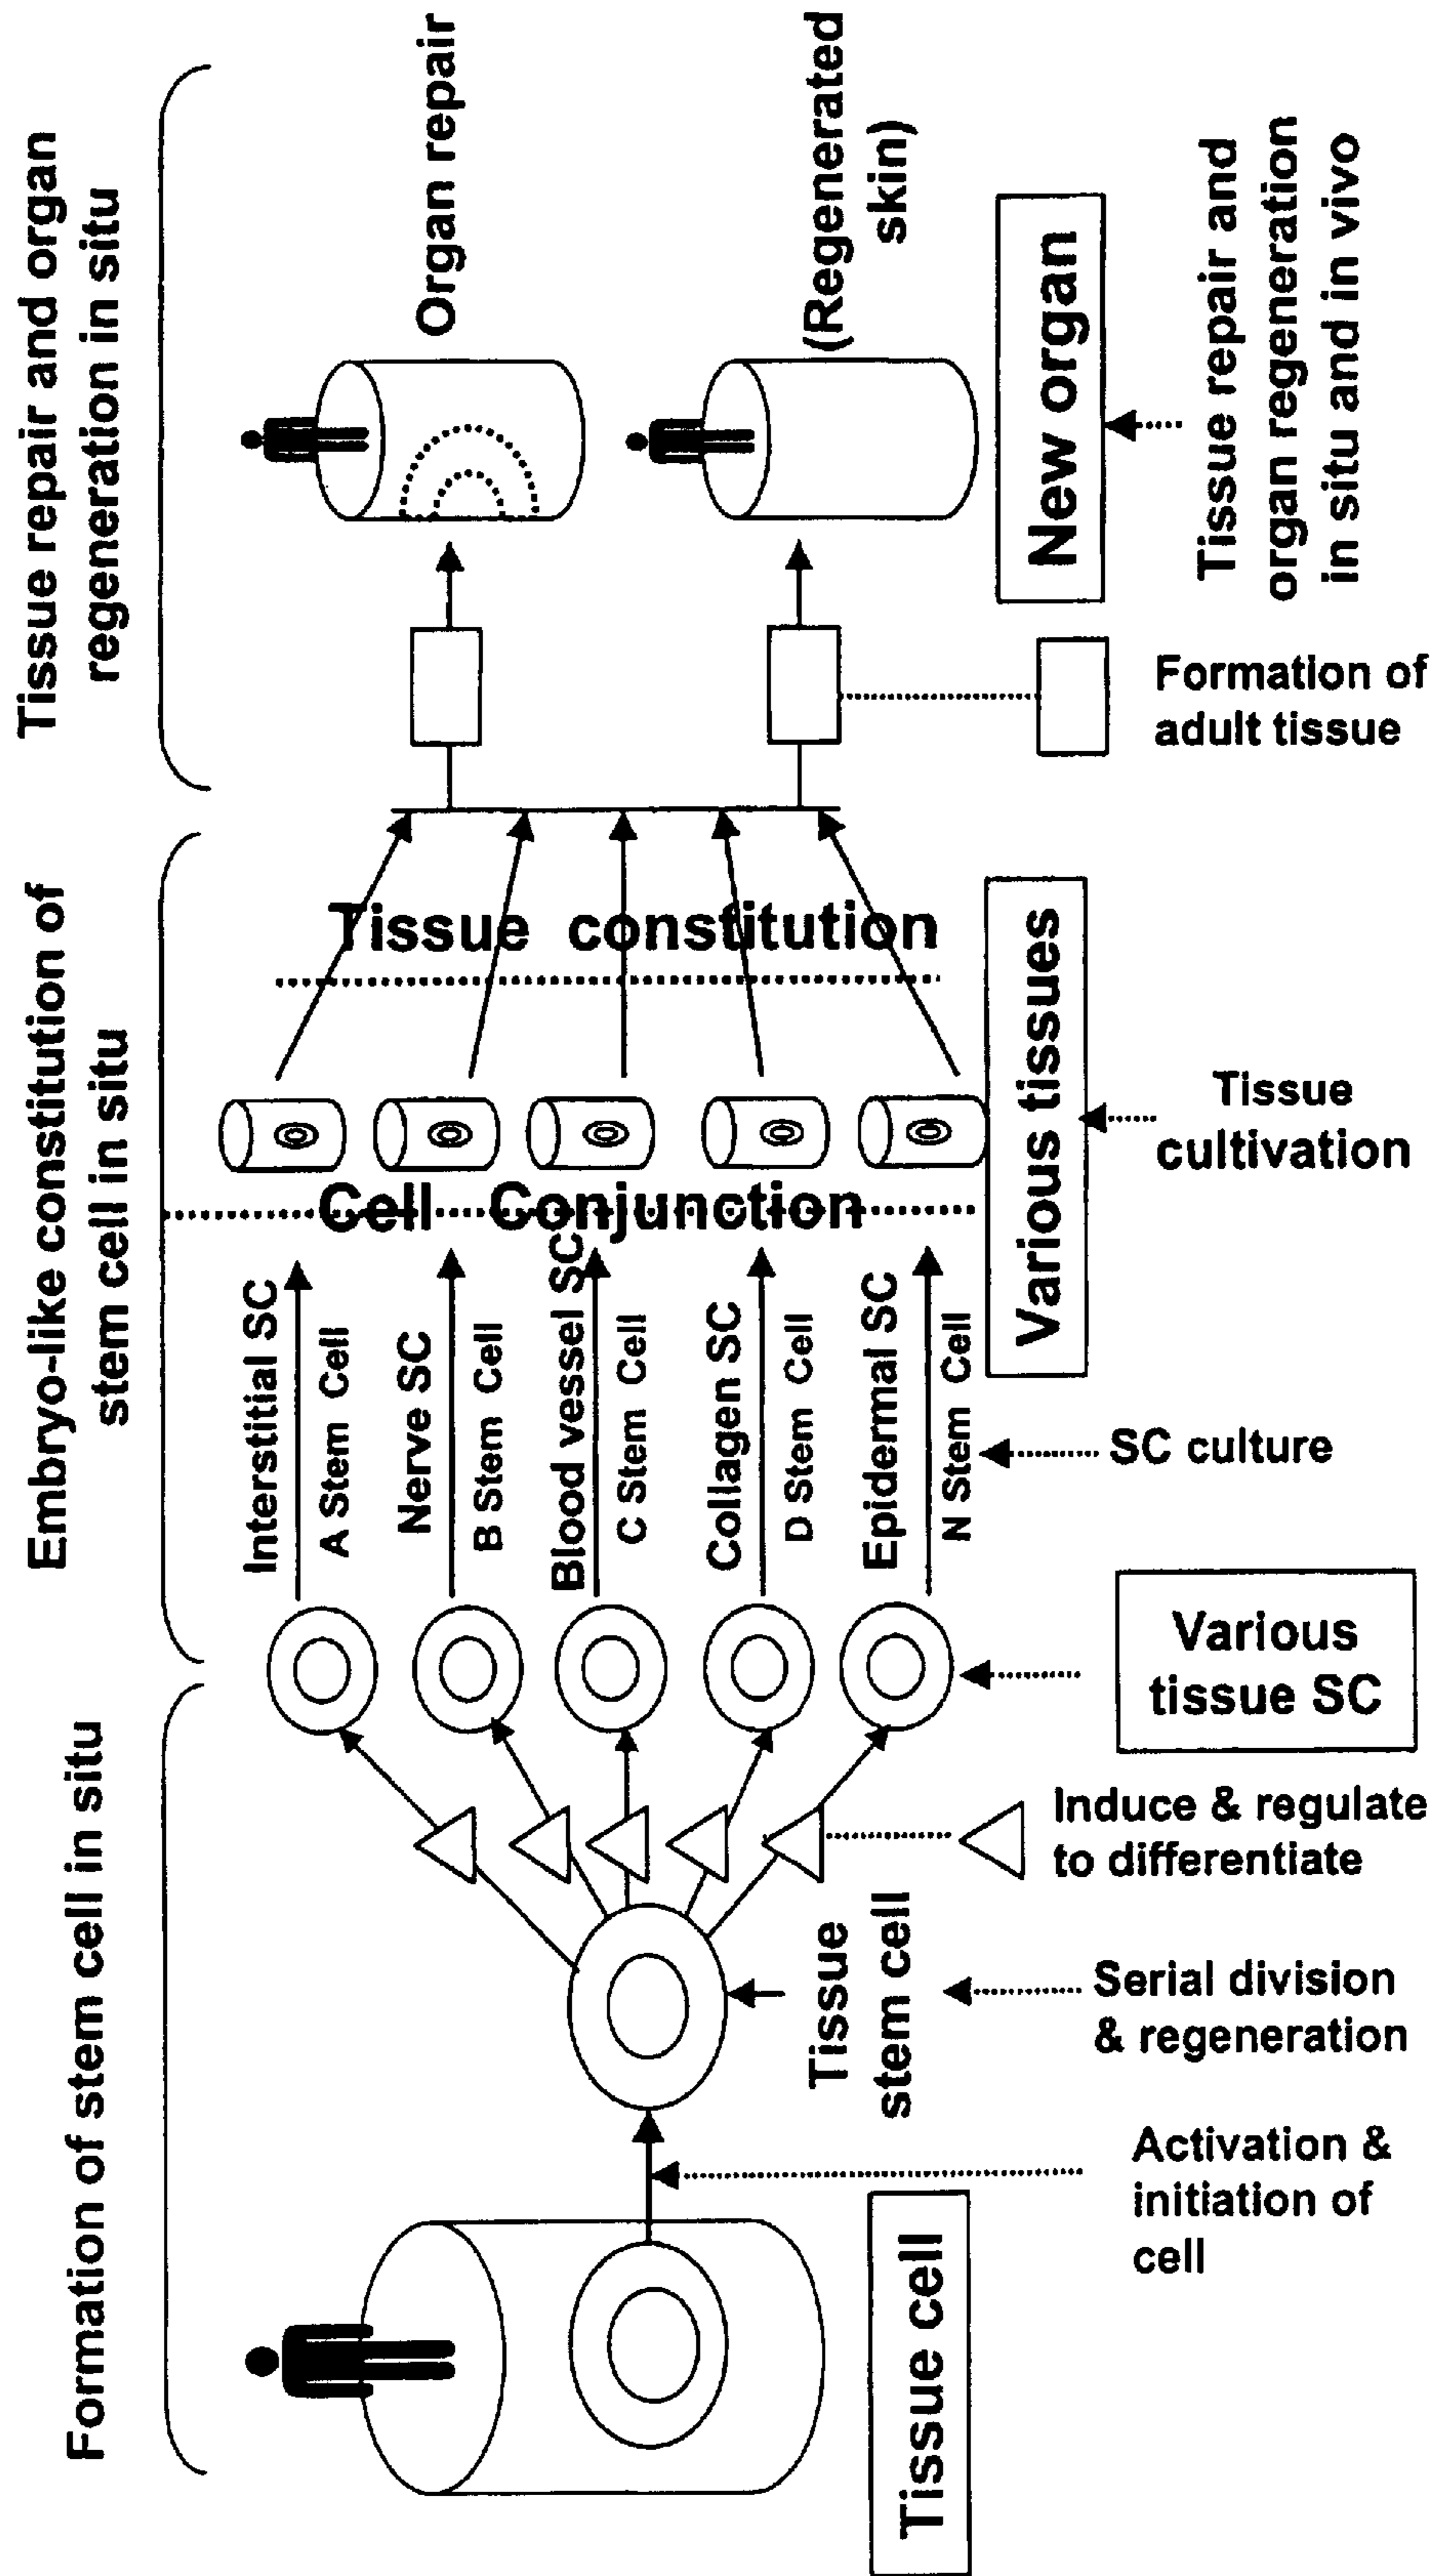 Formation of stem cell in situ
Embryo-like constitution of
stem cell in situ
Tissue repair and organ
regeneration in situ
Interstitial SC
A Stem Cell
Nerve SC
B Stem Cell
Blood vessel SC
C Stem Cell
Collagen SC
D Stem Cell
Epidermal SC
N Stem Cell
Cell Conjunction
Tissue constitution
Organ repair
(Regenerated
skin)
Tissue cell
Tissue
stem cell
Various tissues
New organ
Activation &
initiation of
cell
Serial division
& regeneration
Induce & regulate
to differentiate
Various
tissue SC
SC culture
Tissue
cultivation
Formation of
adult tissue
Tissue repair and
organ regeneration
in situ and in vivo